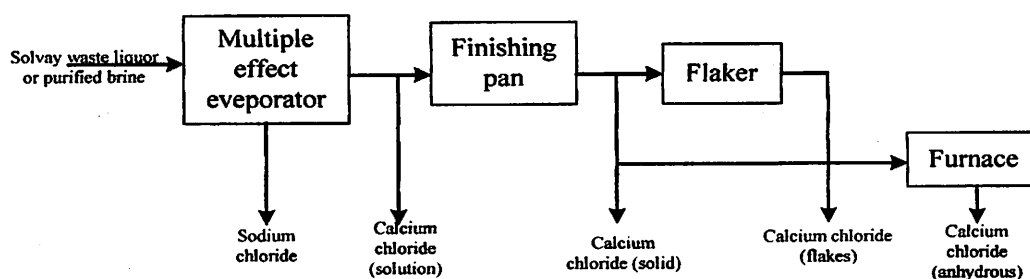 Solvay waste liquor
or purified brine
Multiple
effect
eveporator
Finishing
pan
Flaker
Furnace
Sodium
chloride
Calcium
chloride
(solution)
Calcium
chloride (solid)
Calcium chloride
(flakes)
Calcium
chloride
(anhydrous)